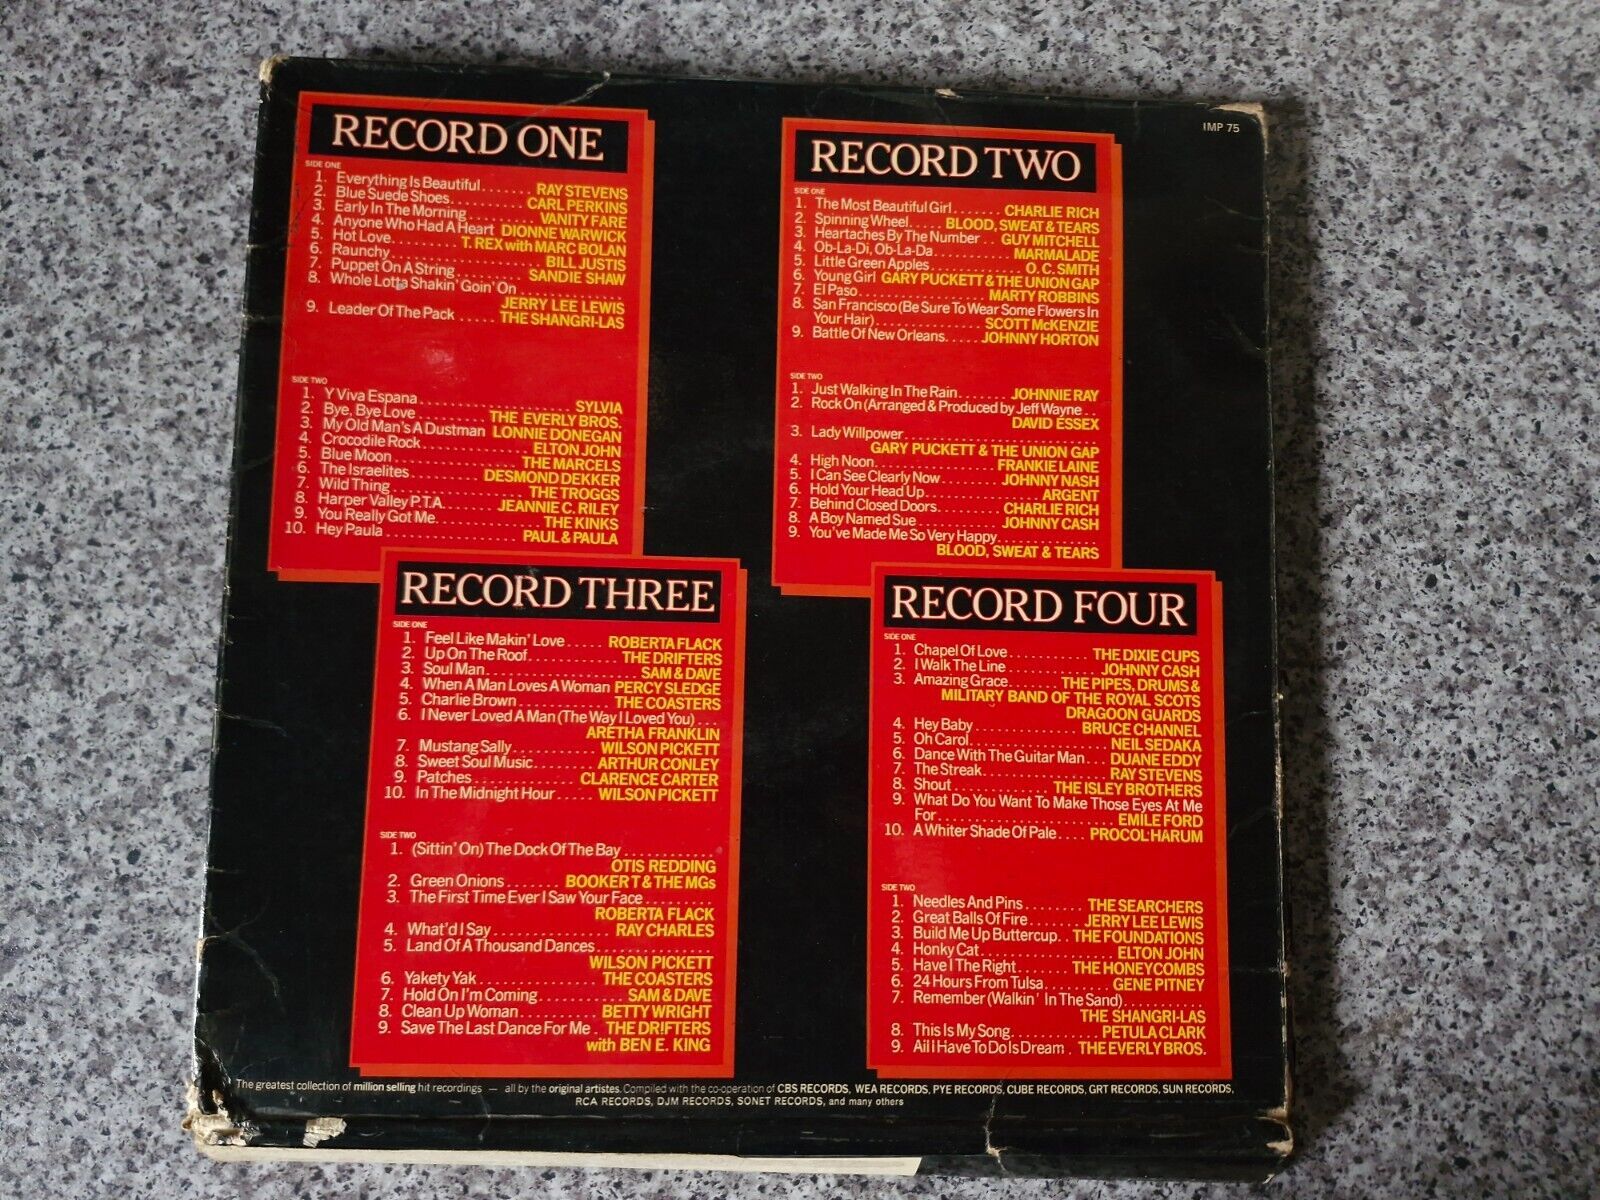 IMP 75
RECORD ONE
SIDE ONE
1. Everything Is Beautiful....... RAY STEVENS
2. Blue Suede Shoes.......... CARL PERKINS
3. Early In The Morning.......... VANITY FARE
4. Anyone Who Had A Heart DIONNE WARWICK
5. Hot Love.......... T. REX with MARC BOLAN
6. Raunchy.................... BILL JUSTIS
7. Puppet On A String.......... SANDIE SHAW
8. Whole Lotta Shakin' Goin' On ..............
JERRY LEE LEWIS
9. Leader Of The Pack ..... THE SHANGRI-LAS
SIDE TWO
1. Y Viva Espana ....................... SYLVIA
2. Bye, Bye Love ......... THE EVERLY BROS.
3. My Old Man's A Dustman LONNIE DONEGAN
4. Crocodile Rock.............. ELTON JOHN
5. Blue Moon ................ THE MARCELS
6. The Israelites .......... DESMOND DEKKER
7. Wild Thing ................. THE TROGGS
8. Harper Valley P.T.A. ...... JEANNIE C. RILEY
9. You Really Got Me............. THE KINKS
10. Hey Paula ................. PAUL & PAULA
RECORD TWO
SIDE ONE
1. The Most Beautiful Girl....... CHARLIE RICH
2. Spinning Wheel..... BLOOD, SWEAT & TEARS
3. Heartaches By The Number .. GUY MITCHELL
4. Ob-La-Di, Ob-La-Da........... MARMALADE
5. Little Green Apples............. O. C. SMITH
6. Young Girl GARY PUCKETT & THE UNION GAP
7. El Paso................. MARTY ROBBINS
8. San Francisco (Be Sure To Wear Some Flowers In
Your Hair)............... SCOTT McKENZIE
9. Battle Of New Orleans..... JOHNNY HORTON
SIDE TWO
1. Just Walking In The Rain....... JOHNNIE RAY
2. Rock On (Arranged & Produced by Jeff Wayne ..
DAVID ESSEX
3. Lady Willpower.........................
GARY PUCKETT & THE UNION GAP
4. High Noon................ FRANKIE LAINE
5. I Can See Clearly Now........ JOHNNY NASH
6. Hold Your Head Up............... ARGENT
7. Behind Closed Doors........ CHARLIE RICH
8. A Boy Named Sue.......... JOHNNY CASH
9. You've Made Me So Very Happy.............
BLOOD, SWEAT & TEARS
RECORD THREE
SIDE ONE
1. Feel Like Makin' Love ..... ROBERTA FLACK
2. Up On The Roof.......... THE DRIFTERS
3. Soul Man.................. SAM & DAVE
4. When A Man Loves A Woman PERCY SLEDGE
5. Charlie Brown ............ THE COASTERS
6. I Never Loved A Man (The Way I Loved You) ...
ARETHA FRANKLIN
7. Mustang Sally........... WILSON PICKETT
8. Sweet Soul Music....... ARTHUR CONLEY
9. Patches............. CLARENCE CARTER
10. In The Midnight Hour..... WILSON PICKETT
SIDE TWO
1. (Sittin' On) The Dock Of The Bay ............
OTIS REDDING
2. Green Onions ....... BOOKER T & THE MGs
3. The First Time Ever I Saw Your Face .........
ROBERTA FLACK
4. What'd I Say ............. RAY CHARLES
5. Land Of A Thousand Dances...............
WILSON PICKETT
6. Yakety Yak ............. THE COASTERS
7. Hold On I'm Coming.......... SAM & DAVE
8. Clean Up Woman......... BETTY WRIGHT
9. Save The Last Dance For Me . THE DRIFTERS
with BEN E. KING
RECORD FOUR
SIDE ONE
1. Chapel Of Love........... THE DIXIE CUPS
2. I Walk The Line ............ JOHNNY CASH
3. Amazing Grace....... THE PIPES, DRUMS &
MILITARY BAND OF THE ROYAL SCOTS
DRAGOON GUARDS
4. Hey Baby.............. BRUCE CHANNEL
5. Oh Carol................. NEIL SEDAKA
6. Dance With The Guitar Man... DUANE EDDY
7. The Streak................ RAY STEVENS
8. Shout............ THE ISLEY BROTHERS
9. What Do You Want To Make Those Eyes At Me
For...................... EMILE FORD
10. A Whiter Shade Of Pale .... PROCOL HARUM
SIDE TWO
1. Needles And Pins ........ THE SEARCHERS
2. Great Balls Of Fire........ JERRY LEE LEWIS
3. Build Me Up Buttercup.. THE FOUNDATIONS
4. Honky Cat................. ELTON JOHN
5. Have I The Right....... THE HONEYCOMBS
6. 24 Hours From Tulsa.......... GENE PITNEY
7. Remember (Walkin' In The Sand)...........
THE SHANGRI-LAS
8. This Is My Song........... PETULA CLARK
9. All I Have To Do Is Dream . THE EVERLY BROS.
The greatest collection of million selling hit recordings — all by the original artistes. Compiled with the co-operation of CBS RECORDS, WEA RECORDS, PYE RECORDS, CUBE RECORDS, GRT RECORDS, SUN RECORDS,
RCA RECORDS, DJM RECORDS, SONET RECORDS, and many others